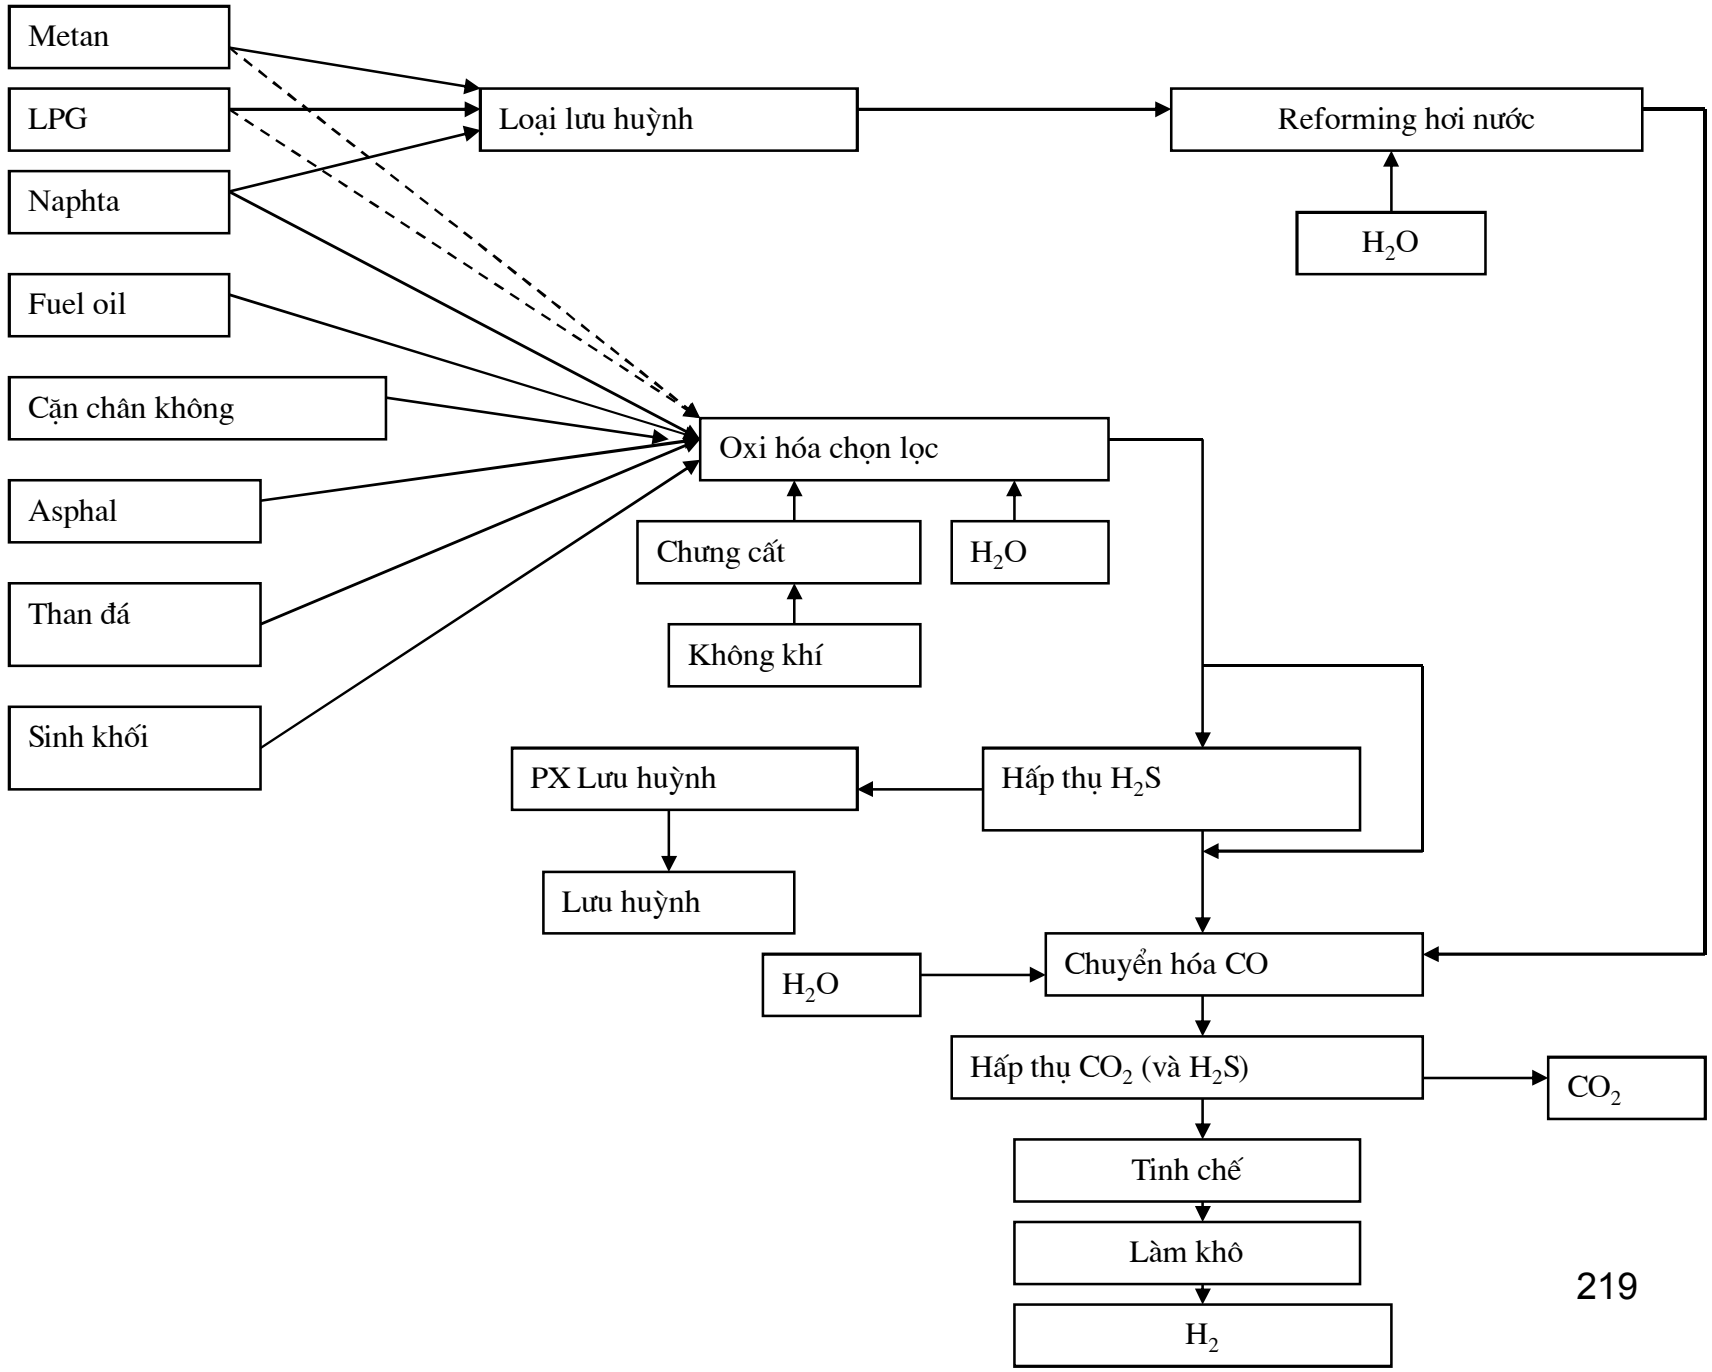 Metan
LPG
Loại lưu huỳnh
Reforming hơi nước
Naphta
H₂O
Fuel oil
Cặn chân không
Oxi hóa chọn lọc
Asphal
Chưng cất
H₂O
Than đá
Không khí
Sinh khối
PX Lưu huỳnh
Hấp thụ H₂S
Lưu huỳnh
Chuyển hóa CO
H₂O
Hấp thụ CO₂ (và H₂S)
CO₂
Tinh chế
Làm khô
219
H₂